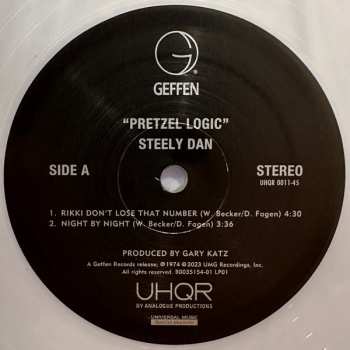 G
GEFFEN
"PRETZEL LOGIC"
STEELY DAN
SIDE A
STEREO
UHQR 0011-45
1. RIKKI DON'T LOSE THAT NUMBER (W. Becker/D. Fagen) 4:30
2. NIGHT BY NIGHT (W. Becker/D. Fagen) 3:36
PRODUCED BY GARY KATZ
A Geffen Records release; ℗ 1974 © 2023 UMG Recordings, Inc.
All rights reserved. B0035154-01 LP01
UHQR
BY ANALOGUE PRODUCTIONS
UNIVERSAL MUSIC